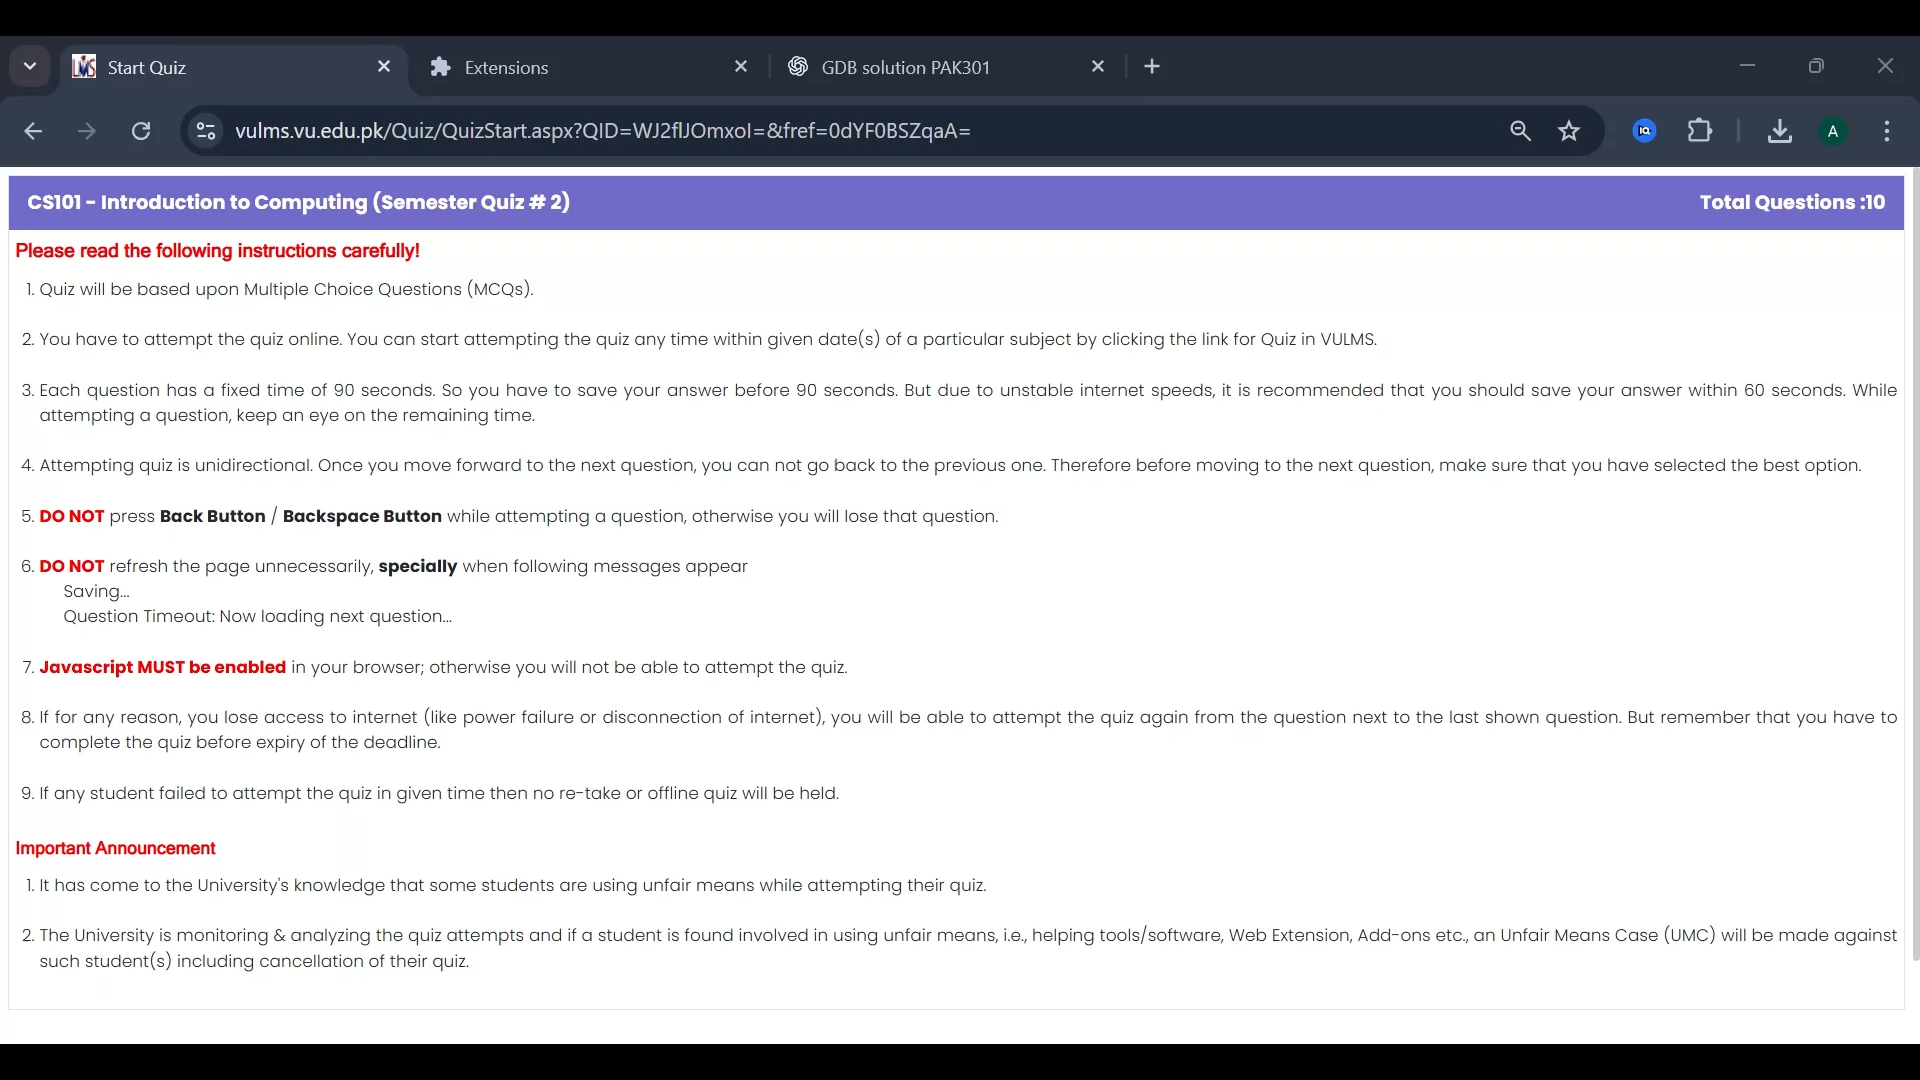 Start Quiz
Extensions
GDB solution PAK301
vulms.vu.edu.pk/Quiz/QuizStart.aspx?QID=WJ2flJOmxoI=&fref=0dYF0BSZqaA=
IQ
A
CS101 - Introduction to Computing (Semester Quiz # 2)
Total Questions :10
Please read the following instructions carefully!
1. Quiz will be based upon Multiple Choice Questions (MCQs).
2. You have to attempt the quiz online. You can start attempting the quiz any time within given date(s) of a particular subject by clicking the link for Quiz in VULMS.
3. Each question has a fixed time of 90 seconds. So you have to save your answer before 90 seconds. But due to unstable internet speeds, it is recommended that you should save your answer within 60 seconds. While
attempting a question, keep an eye on the remaining time.
4. Attempting quiz is unidirectional. Once you move forward to the next question, you can not go back to the previous one. Therefore before moving to the next question, make sure that you have selected the best option.
5. DO NOT press Back Button / Backspace Button while attempting a question, otherwise you will lose that question.
6. DO NOT refresh the page unnecessarily, specially when following messages appear
Saving...
Question Timeout: Now loading next question...
7. Javascript MUST be enabled in your browser; otherwise you will not be able to attempt the quiz.
8. If for any reason, you lose access to internet (like power failure or disconnection of internet), you will be able to attempt the quiz again from the question next to the last shown question. But remember that you have to
complete the quiz before expiry of the deadline.
9. If any student failed to attempt the quiz in given time then no re-take or offline quiz will be held.
Important Announcement
1. It has come to the University's knowledge that some students are using unfair means while attempting their quiz.
2. The University is monitoring & analyzing the quiz attempts and if a student is found involved in using unfair means, i.e., helping tools/software, Web Extension, Add-ons etc., an Unfair Means Case (UMC) will be made against
such student(s) including cancellation of their quiz.